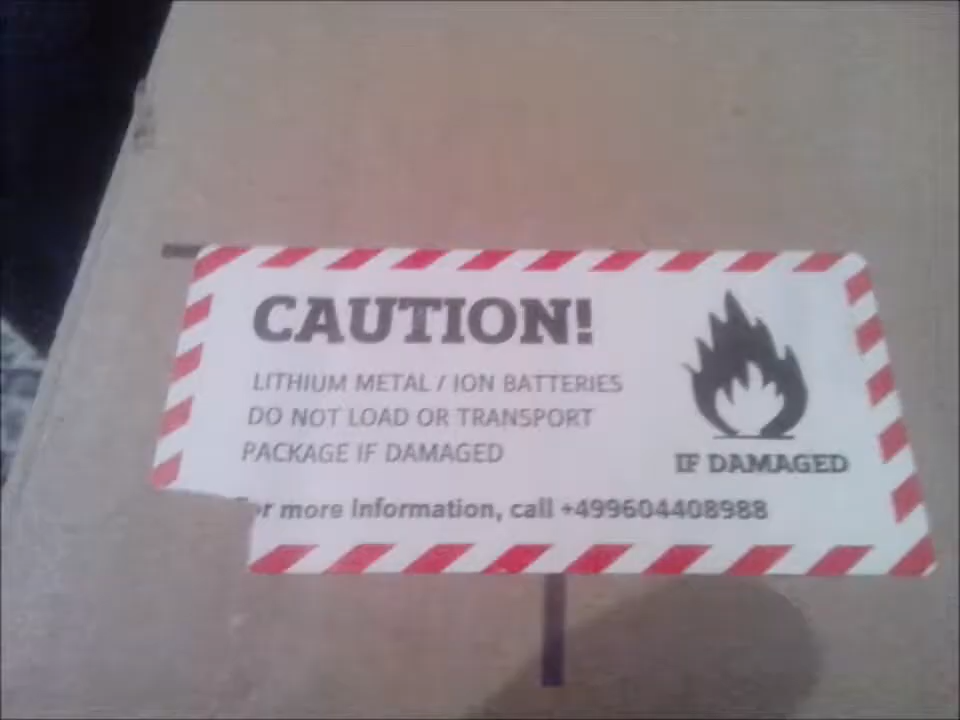 CAUTION!
LITHIUM METAL / ION BATTERIES
DO NOT LOAD OR TRANSPORT
PACKAGE IF DAMAGED
IF DAMAGED
For more Information, call +499604408988